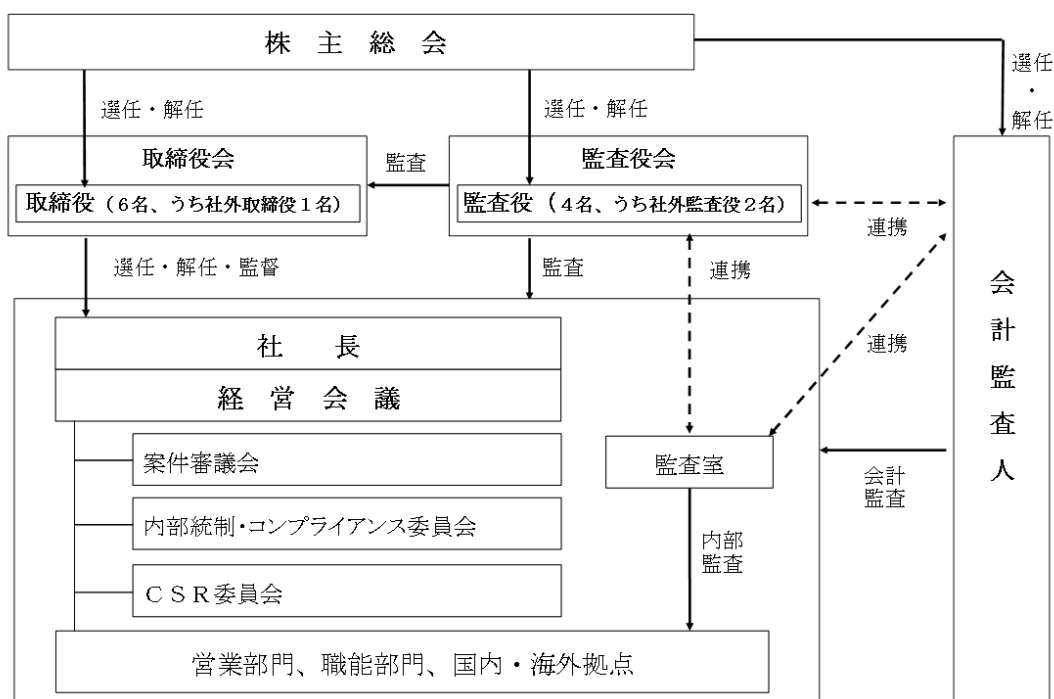 株主総会
選任・解任
選任・解任
選任
・
解任
取締役会
取締役（6名、うち社外取締役1名）
監査
監査役会
監査役（4名、うち社外監査役2名）
連携
選任・解任・監督
監査
連携
連携
会計監査人
社長
経営会議
案件審議会
内部統制・コンプライアンス委員会
CSR委員会
監査室
会計
監査
内部
監査
営業部門、職能部門、国内・海外拠点